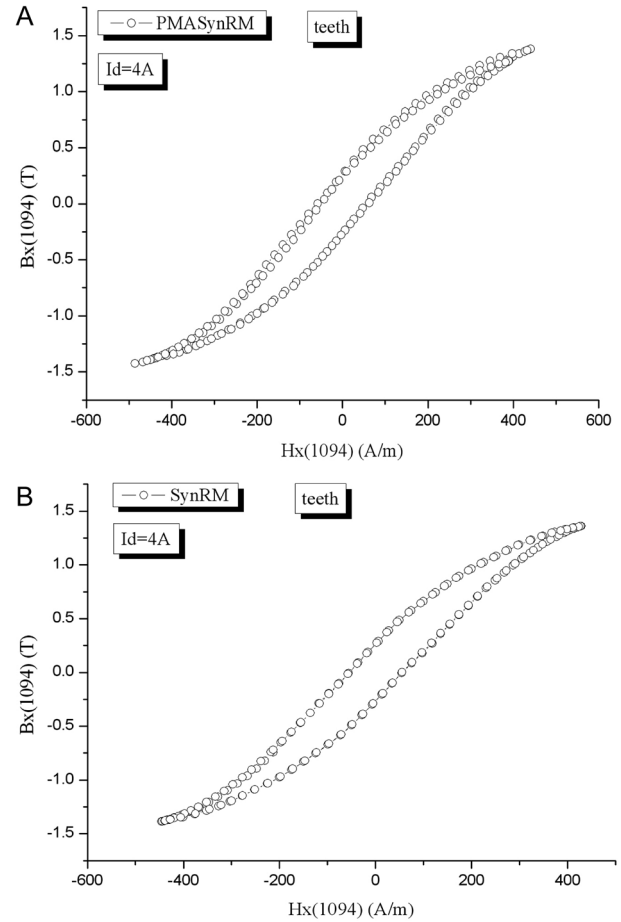 A
PMASynRM
teeth
Id=4A
1.5
1.0
0.5
0.0
-0.5
-1.0
-1.5
Bx(1094) (T)
-600 -400 -200 0 200 400 600
Hx(1094) (A/m)
B
SynRM
teeth
Id=4A
1.5
1.0
0.5
0.0
-0.5
-1.0
-1.5
Bx(1094) (T)
-600 -400 -200 0 200 400
Hx(1094) (A/m)